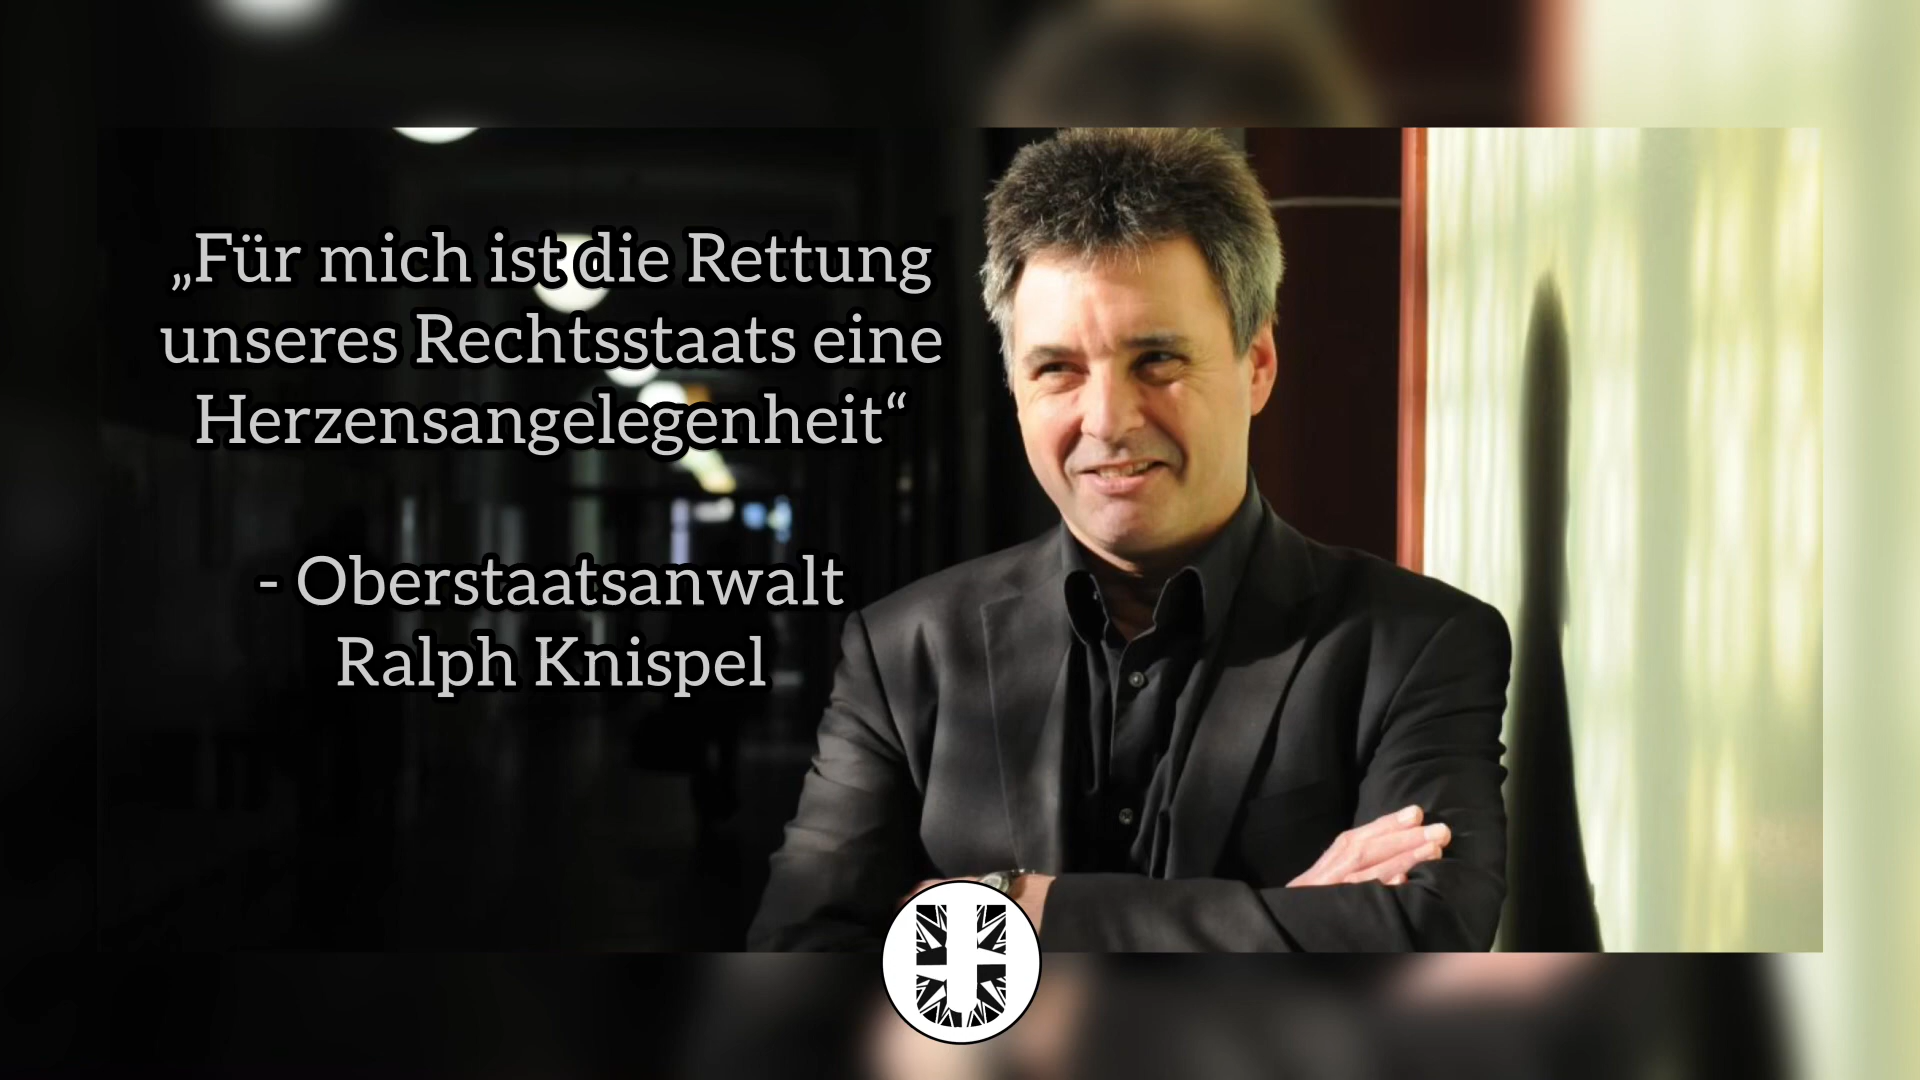 „Für mich ist die Rettung
unseres Rechtsstaats eine
Herzensangelegenheit“
- Oberstaatsanwalt
Ralph Knispel